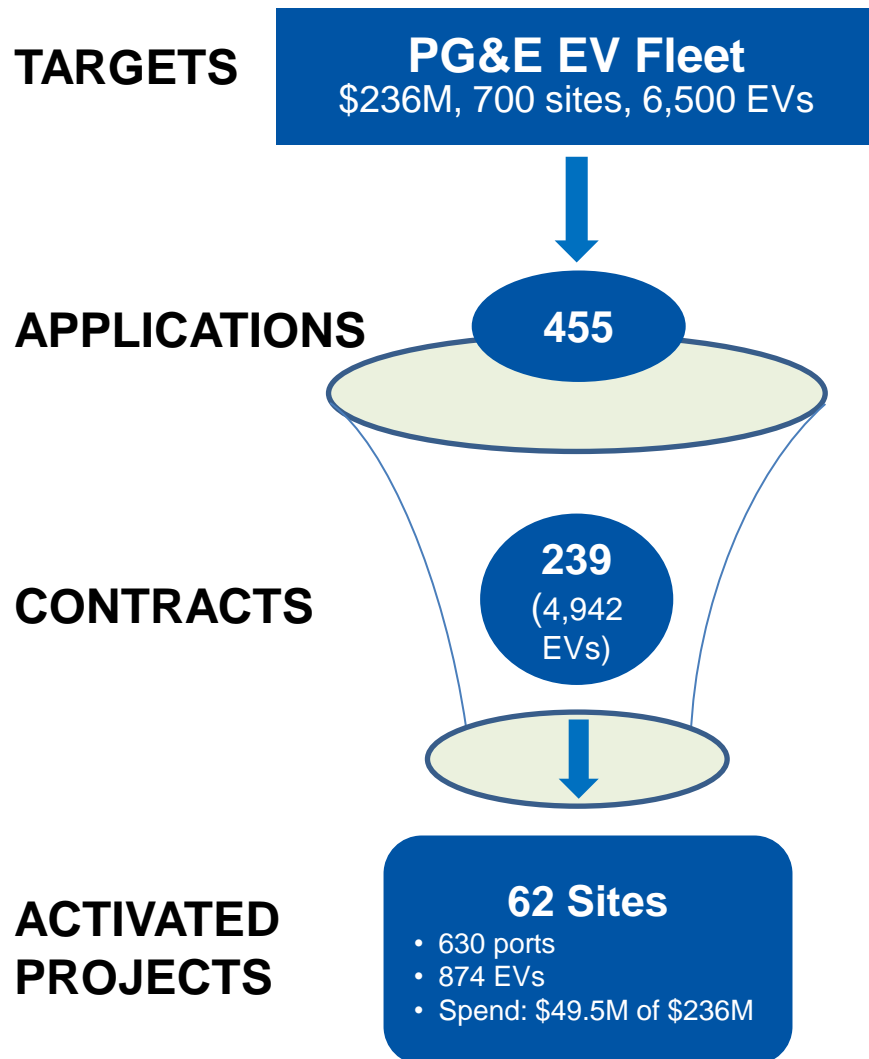 TARGETS
PG&E EV Fleet
$236M, 700 sites, 6,500 EVs
APPLICATIONS
455
CONTRACTS
239
(4,942
EVs)
ACTIVATED
PROJECTS
62 Sites
• 630 ports
• 874 EVs
• Spend: $49.5M of $236M